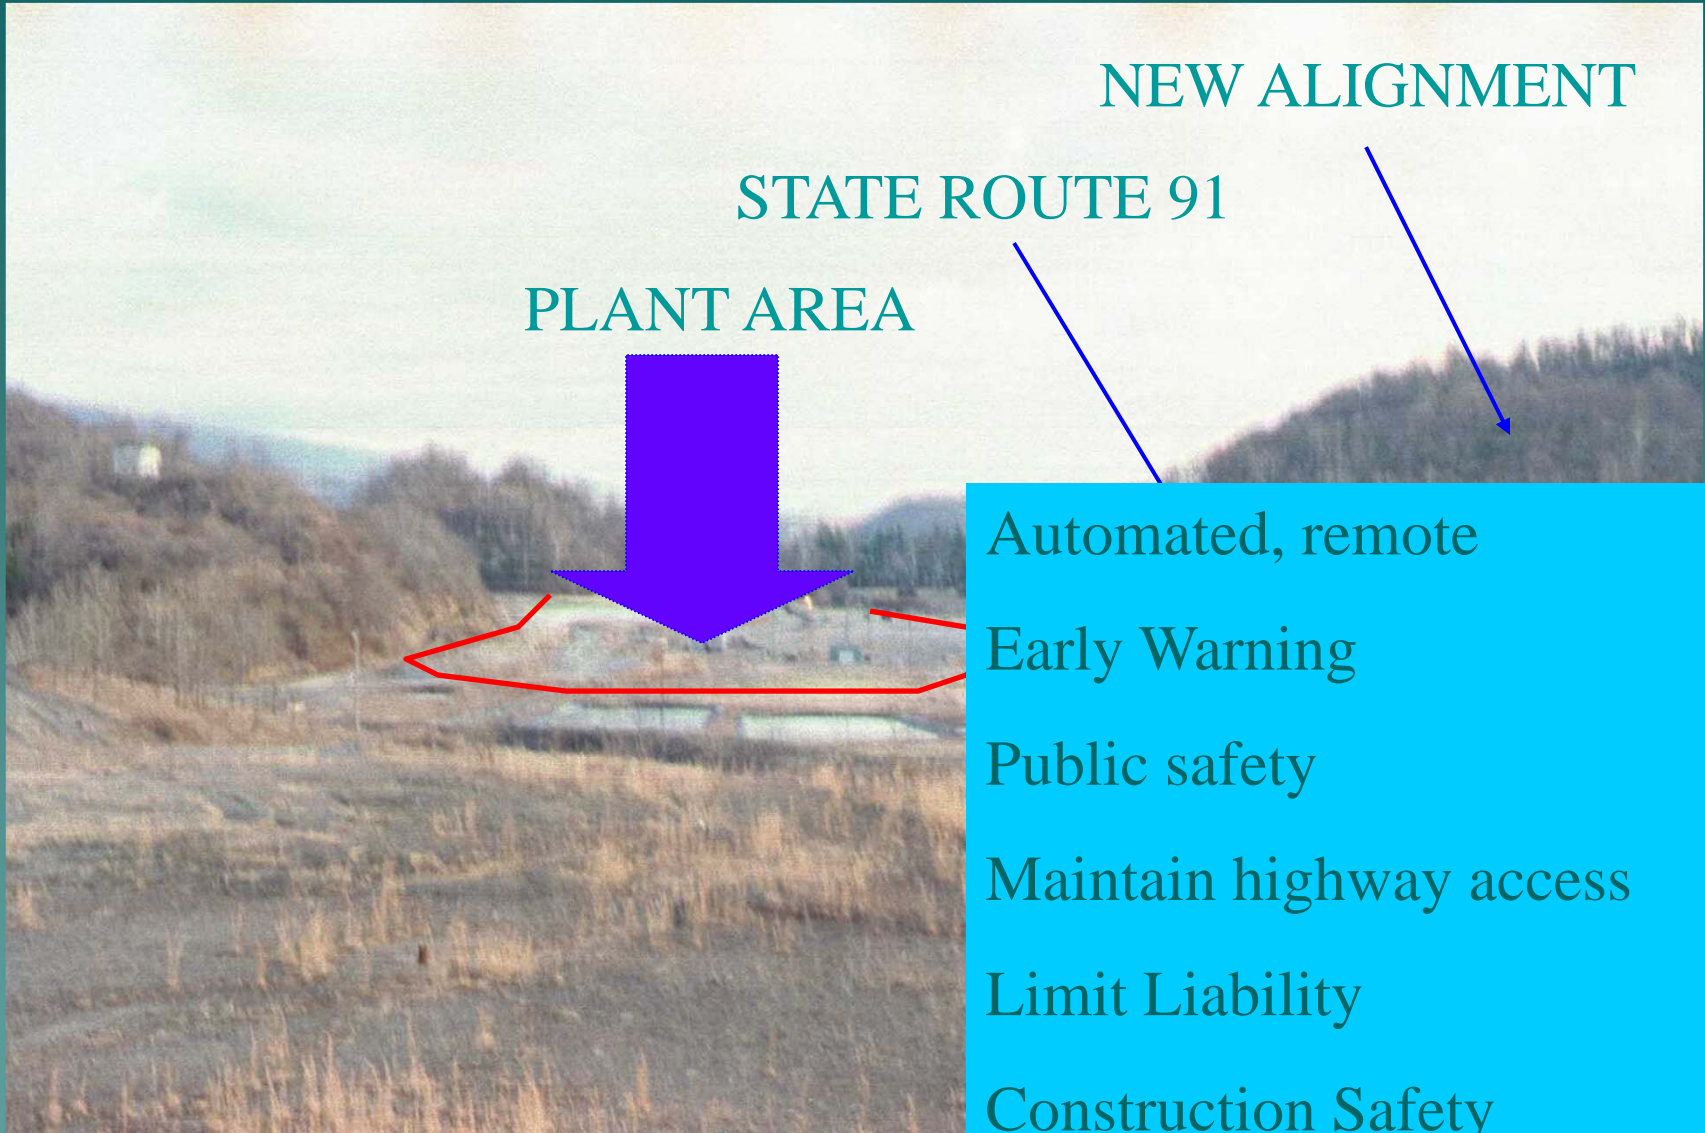 NEW ALIGNMENT
STATE ROUTE 91
PLANT AREA
Automated, remote
Early Warning
Public safety
Maintain highway access
Limit Liability
Construction Safety